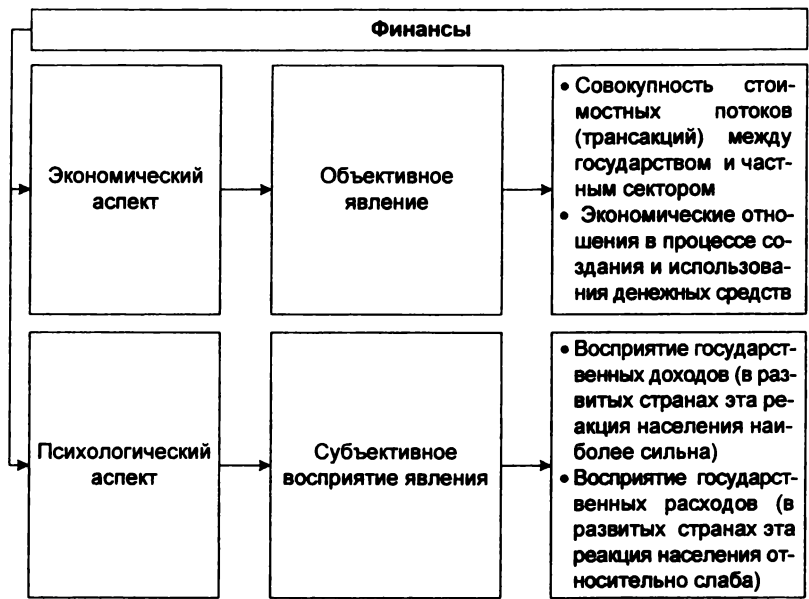 Финансы
Экономический
аспект
Объективное
явление
• Совокупность стои-
мостных потоков
(трансакций) между
государством и част-
ным сектором
• Экономические отно-
шения в процессе со-
здания и использова-
ния денежных средств
Психологический
аспект
Субъективное
восприятие явления
• Восприятие государст-
венных доходов (в раз-
витых странах эта ре-
акция населения наи-
более сильна)
• Восприятие государст-
венных расходов (в
развитых странах эта
реакция населения от-
носительно слаба)